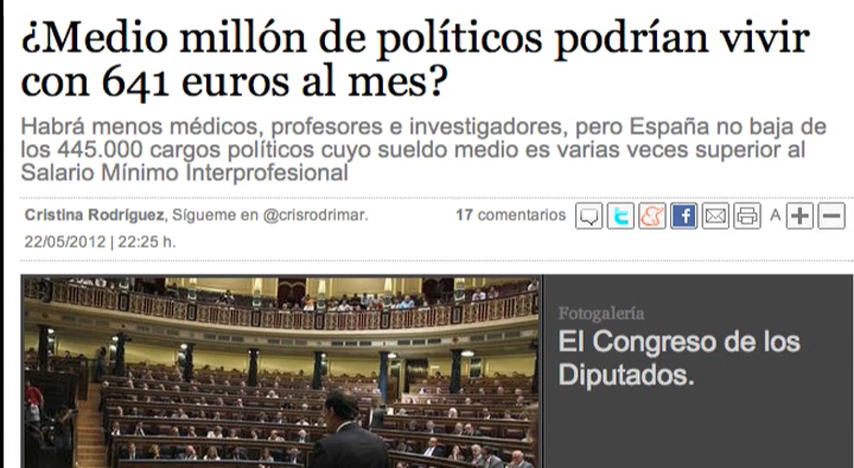 ¿Medio millón de políticos podrían vivir
con 641 euros al mes?
Habrá menos médicos, profesores e investigadores, pero España no baja de
los 445.000 cargos políticos cuyo sueldo medio es varias veces superior al
Salario Mínimo Interprofesional
Cristina Rodríguez, Sígueme en @crisrodrimar. 17 comentarios A
22/05/2012 | 22:25 h.
Fotogalería
El Congreso de los
Diputados.